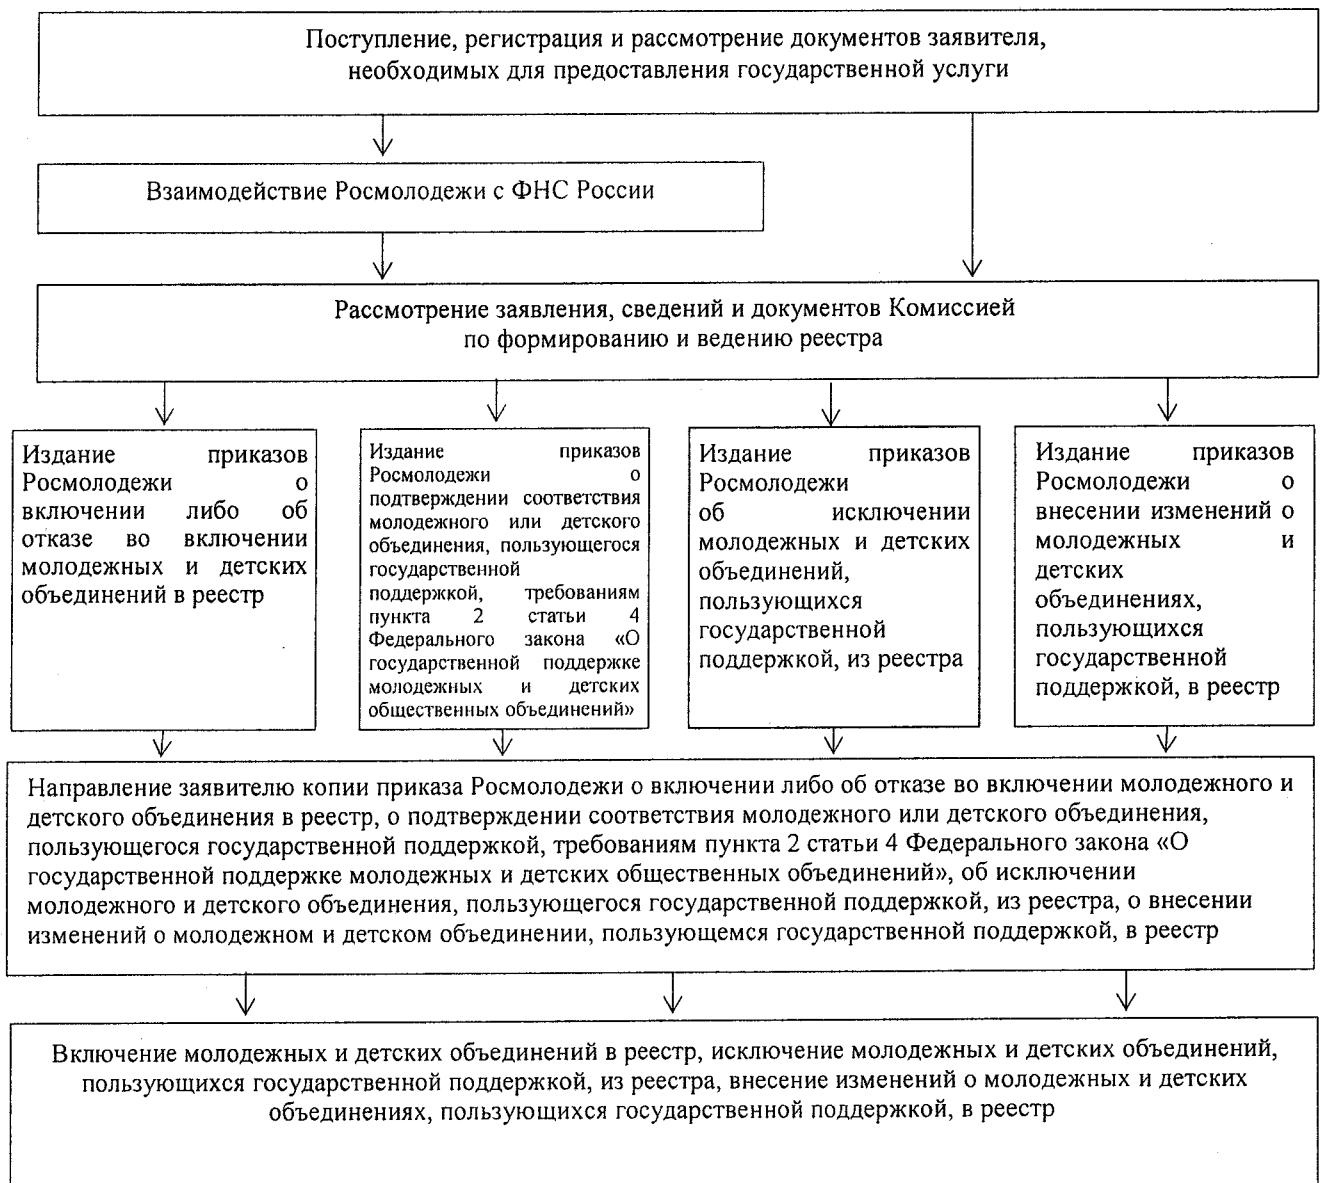 Поступление, регистрация и рассмотрение документов заявителя,
необходимых для предоставления государственной услуги
Взаимодействие Росмолодежи с ФНС России
Рассмотрение заявления, сведений и документов Комиссией
по формированию и ведению реестра
Издание приказов
Росмолодежи о
включении либо об
отказе во включении
молодежных и детских
объединений в реестр
Издание приказов
Росмолодежи о
подтверждении соответствия
молодежного или детского
объединения, пользующегося
государственной
поддержкой, требованиям
пункта 2 статьи 4
Федерального закона «О
государственной поддержке
молодежных и детских
общественных объединений»
Издание приказов
Росмолодежи
об исключении
молодежных и детских
объединений,
пользующихся
государственной
поддержкой, из реестра
Издание приказов
Росмолодежи о
внесении изменений о
молодежных и
детских
объединениях,
пользующихся
государственной
поддержкой, в реестр
Направление заявителю копии приказа Росмолодежи о включении либо об отказе во включении молодежного и
детского объединения в реестр, о подтверждении соответствия молодежного или детского объединения,
пользующегося государственной поддержкой, требованиям пункта 2 статьи 4 Федерального закона «О
государственной поддержке молодежных и детских общественных объединений», об исключении
молодежного и детского объединения, пользующегося государственной поддержкой, из реестра, о внесении
изменений о молодежном и детском объединении, пользующемся государственной поддержкой, в реестр
Включение молодежных и детских объединений в реестр, исключение молодежных и детских объединений,
пользующихся государственной поддержкой, из реестра, внесение изменений о молодежных и детских
объединениях, пользующихся государственной поддержкой, в реестр